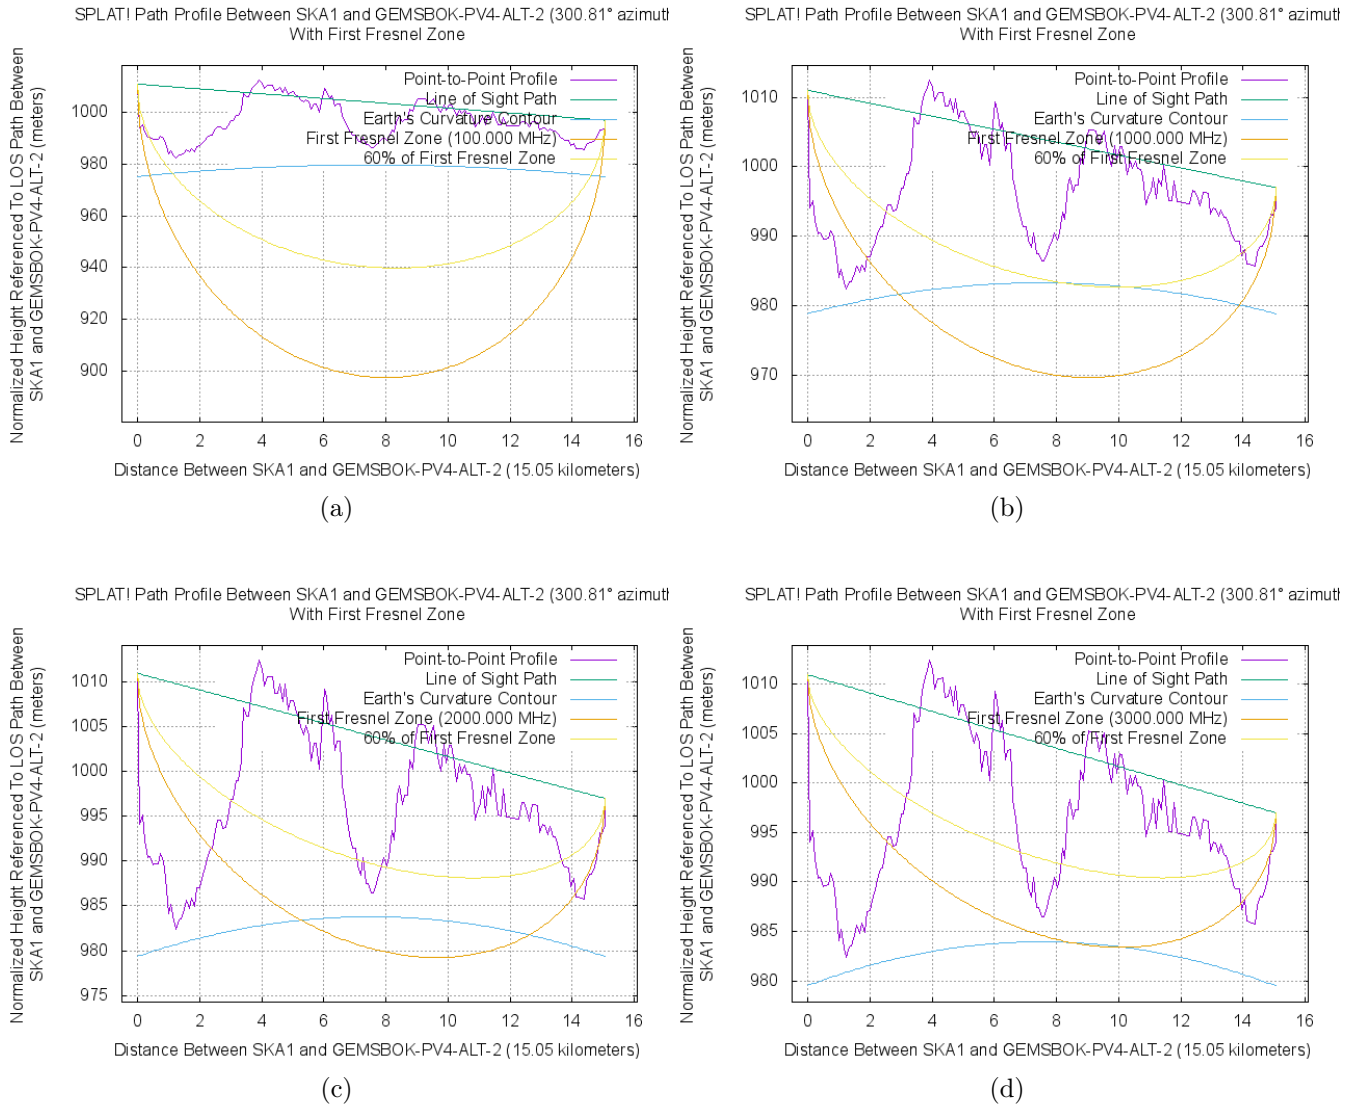 SPLAT! Path Profile Between SKA1 and GEMSBOK-PV4-ALT-2 (300.81° azimuth
With First Fresnel Zone
Normalized Height Referenced To LOS Path Between
SKA1 and GEMSBOK-PV4-ALT-2 (meters)
Point-to-Point Profile
Line of Sight Path
Earth's Curvature Contour
First Fresnel Zone (100.000 MHz)
60% of First Fresnel Zone
1000
980
960
940
920
900
0 2 4 6 8 10 12 14 16
Distance Between SKA1 and GEMSBOK-PV4-ALT-2 (15.05 kilometers)
(a)
SPLAT! Path Profile Between SKA1 and GEMSBOK-PV4-ALT-2 (300.81° azimuth
With First Fresnel Zone
Normalized Height Referenced To LOS Path Between
SKA1 and GEMSBOK-PV4-ALT-2 (meters)
Point-to-Point Profile
Line of Sight Path
Earth's Curvature Contour
First Fresnel Zone (1000.000 MHz)
60% of First Fresnel Zone
1010
1000
990
980
970
0 2 4 6 8 10 12 14 16
Distance Between SKA1 and GEMSBOK-PV4-ALT-2 (15.05 kilometers)
(b)
SPLAT! Path Profile Between SKA1 and GEMSBOK-PV4-ALT-2 (300.81° azimuth
With First Fresnel Zone
Normalized Height Referenced To LOS Path Between
SKA1 and GEMSBOK-PV4-ALT-2 (meters)
Point-to-Point Profile
Line of Sight Path
Earth's Curvature Contour
First Fresnel Zone (2000.000 MHz)
60% of First Fresnel Zone
1010
1005
1000
995
990
985
980
975
0 2 4 6 8 10 12 14 16
Distance Between SKA1 and GEMSBOK-PV4-ALT-2 (15.05 kilometers)
(c)
SPLAT! Path Profile Between SKA1 and GEMSBOK-PV4-ALT-2 (300.81° azimuth
With First Fresnel Zone
Normalized Height Referenced To LOS Path Between
SKA1 and GEMSBOK-PV4-ALT-2 (meters)
Point-to-Point Profile
Line of Sight Path
Earth's Curvature Contour
First Fresnel Zone (3000.000 MHz)
60% of First Fresnel Zone
1010
1005
1000
995
990
985
980
0 2 4 6 8 10 12 14 16
Distance Between SKA1 and GEMSBOK-PV4-ALT-2 (15.05 kilometers)
(d)